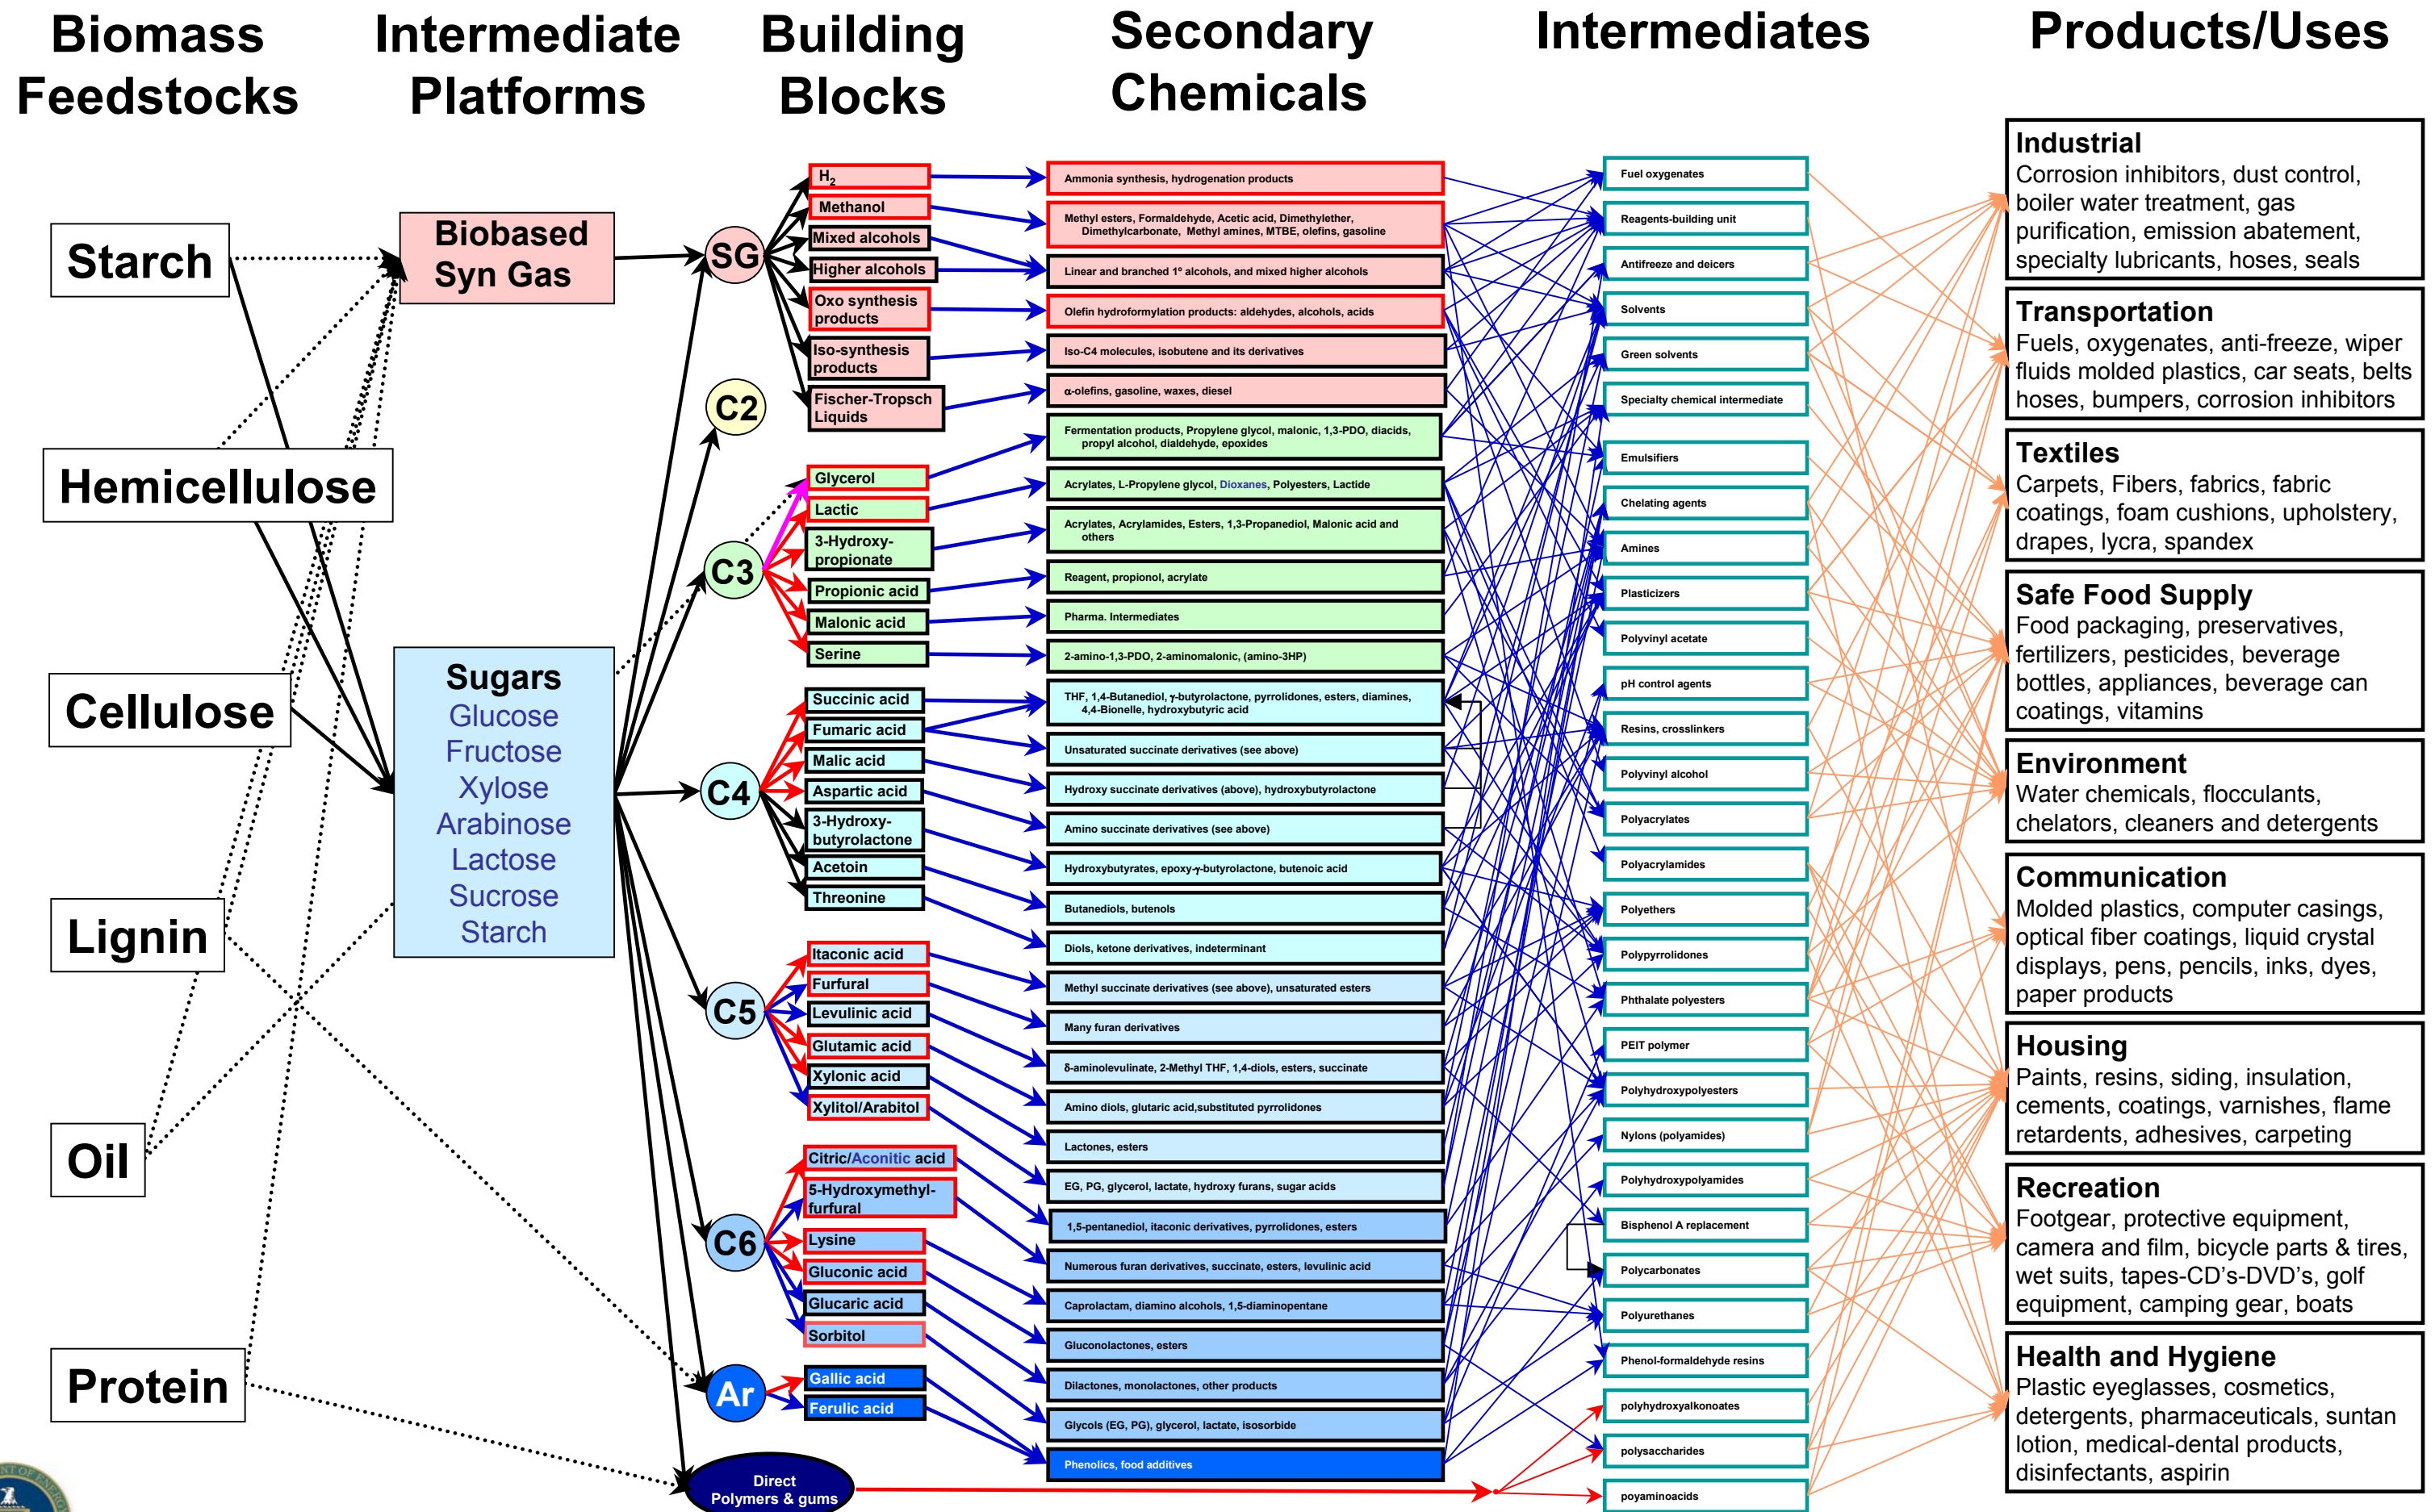 Biomass
Feedstocks
Intermediate
Platforms
Building
Blocks
Secondary
Chemicals
Intermediates
Products/Uses
Starch
Hemicellulose
Cellulose
Lignin
Oil
Protein
Biobased
Syn Gas
Sugars
Glucose
Fructose
Xylose
Arabinose
Lactose
Sucrose
Starch
SG
C2
C3
C4
C5
C6
Ar
Direct
Polymers & gums
H2
Methanol
Mixed alcohols
Higher alcohols
Oxo synthesis
products
Iso-synthesis
products
Fischer-Tropsch
Liquids
Glycerol
Lactic
3-Hydroxy-
propionate
Propionic acid
Malonic acid
Serine
Succinic acid
Fumaric acid
Malic acid
Aspartic acid
3-Hydroxy-
butyrolactone
Acetoin
Threonine
Itaconic acid
Furfural
Levulinic acid
Glutamic acid
Xylonic acid
Xylitol/Arabitol
Citric/Aconitic acid
5-Hydroxymethyl-
furfural
Lysine
Gluconic acid
Glucaric acid
Sorbitol
Gallic acid
Ferulic acid
Ammonia synthesis, hydrogenation products
Methyl esters, Formaldehyde, Acetic acid, Dimethylether,
Dimethylcarbonate, Methyl amines, MTBE, olefins, gasoline
Linear and branched 1º alcohols, and mixed higher alcohols
Olefin hydroformylation products: aldehydes, alcohols, acids
Iso-C4 molecules, isobutene and its derivatives
α-olefins, gasoline, waxes, diesel
Fermentation products, Propylene glycol, malonic, 1,3-PDO, diacids,
propyl alcohol, dialdehyde, epoxides
Acrylates, L-Propylene glycol, Dioxanes, Polyesters, Lactide
Acrylates, Acrylamides, Esters, 1,3-Propanediol, Malonic acid and
others
Reagent, propionol, acrylate
Pharma. Intermediates
2-amino-1,3-PDO, 2-aminomalonic, (amino-3HP)
THF, 1,4-Butanediol, γ-butyrolactone, pyrrolidones, esters, diamines,
4,4-Bionelle, hydroxybutyric acid
Unsaturated succinate derivatives (see above)
Hydroxy succinate derivatives (above), hydroxybutyrolactone
Amino succinate derivatives (see above)
Hydroxybutyrates, epoxy-γ-butyrolactone, butenoic acid
Butanediols, butenols
Diols, ketone derivatives, indeterminant
Methyl succinate derivatives (see above), unsaturated esters
Many furan derivatives
δ-aminolevulinate, 2-Methyl THF, 1,4-diols, esters, succinate
Amino diols, glutaric acid,substituted pyrrolidones
Lactones, esters
EG, PG, glycerol, lactate, hydroxy furans, sugar acids
1,5-pentanediol, itaconic derivatives, pyrrolidones, esters
Numerous furan derivatives, succinate, esters, levulinic acid
Caprolactam, diamino alcohols, 1,5-diaminopentane
Gluconolactones, esters
Dilactones, monolactones, other products
Glycols (EG, PG), glycerol, lactate, isosorbide
Phenolics, food additives
Fuel oxygenates
Reagents-building unit
Antifreeze and deicers
Solvents
Green solvents
Specialty chemical intermediate
Emulsifiers
Chelating agents
Amines
Plasticizers
Polyvinyl acetate
pH control agents
Resins, crosslinkers
Polyvinyl alcohol
Polyacrylates
Polyacrylamides
Polyethers
Polypyrrolidones
Phthalate polyesters
PEIT polymer
Polyhydroxypolyesters
Nylons (polyamides)
Polyhydroxypolyamides
Bisphenol A replacement
Polycarbonates
Polyurethanes
Phenol-formaldehyde resins
polyhydroxyalkonoates
polysaccharides
poyaminoacids
Industrial
Corrosion inhibitors, dust control,
boiler water treatment, gas
purification, emission abatement,
specialty lubricants, hoses, seals
Transportation
Fuels, oxygenates, anti-freeze, wiper
fluids molded plastics, car seats, belts
hoses, bumpers, corrosion inhibitors
Textiles
Carpets, Fibers, fabrics, fabric
coatings, foam cushions, upholstery,
drapes, lycra, spandex
Safe Food Supply
Food packaging, preservatives,
fertilizers, pesticides, beverage
bottles, appliances, beverage can
coatings, vitamins
Environment
Water chemicals, flocculants,
chelators, cleaners and detergents
Communication
Molded plastics, computer casings,
optical fiber coatings, liquid crystal
displays, pens, pencils, inks, dyes,
paper products
Housing
Paints, resins, siding, insulation,
cements, coatings, varnishes, flame
retardents, adhesives, carpeting
Recreation
Footgear, protective equipment,
camera and film, bicycle parts & tires,
wet suits, tapes-CD's-DVD's, golf
equipment, camping gear, boats
Health and Hygiene
Plastic eyeglasses, cosmetics,
detergents, pharmaceuticals, suntan
lotion, medical-dental products,
disinfectants, aspirin